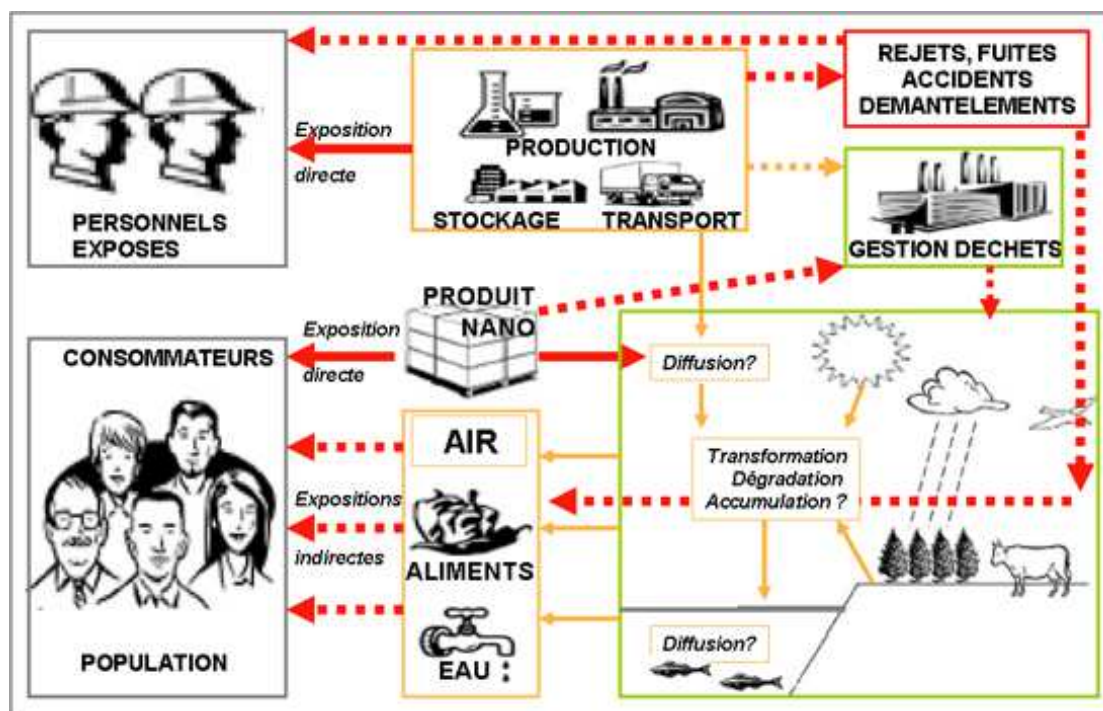 REJETS, FUITES
ACCIDENTS
DEMANTELEMENTS
Exposition
directe
PRODUCTION
STOCKAGE
TRANSPORT
PERSONNELS
EXPOSES
GESTION DECHETS
PRODUIT
NANO
Exposition
directe
CONSOMMATEURS
Diffusion?
AIR
Transformation
Dégradation
Accumulation ?
Expositions
indirectes
ALIMENTS
Diffusion?
EAU
POPULATION